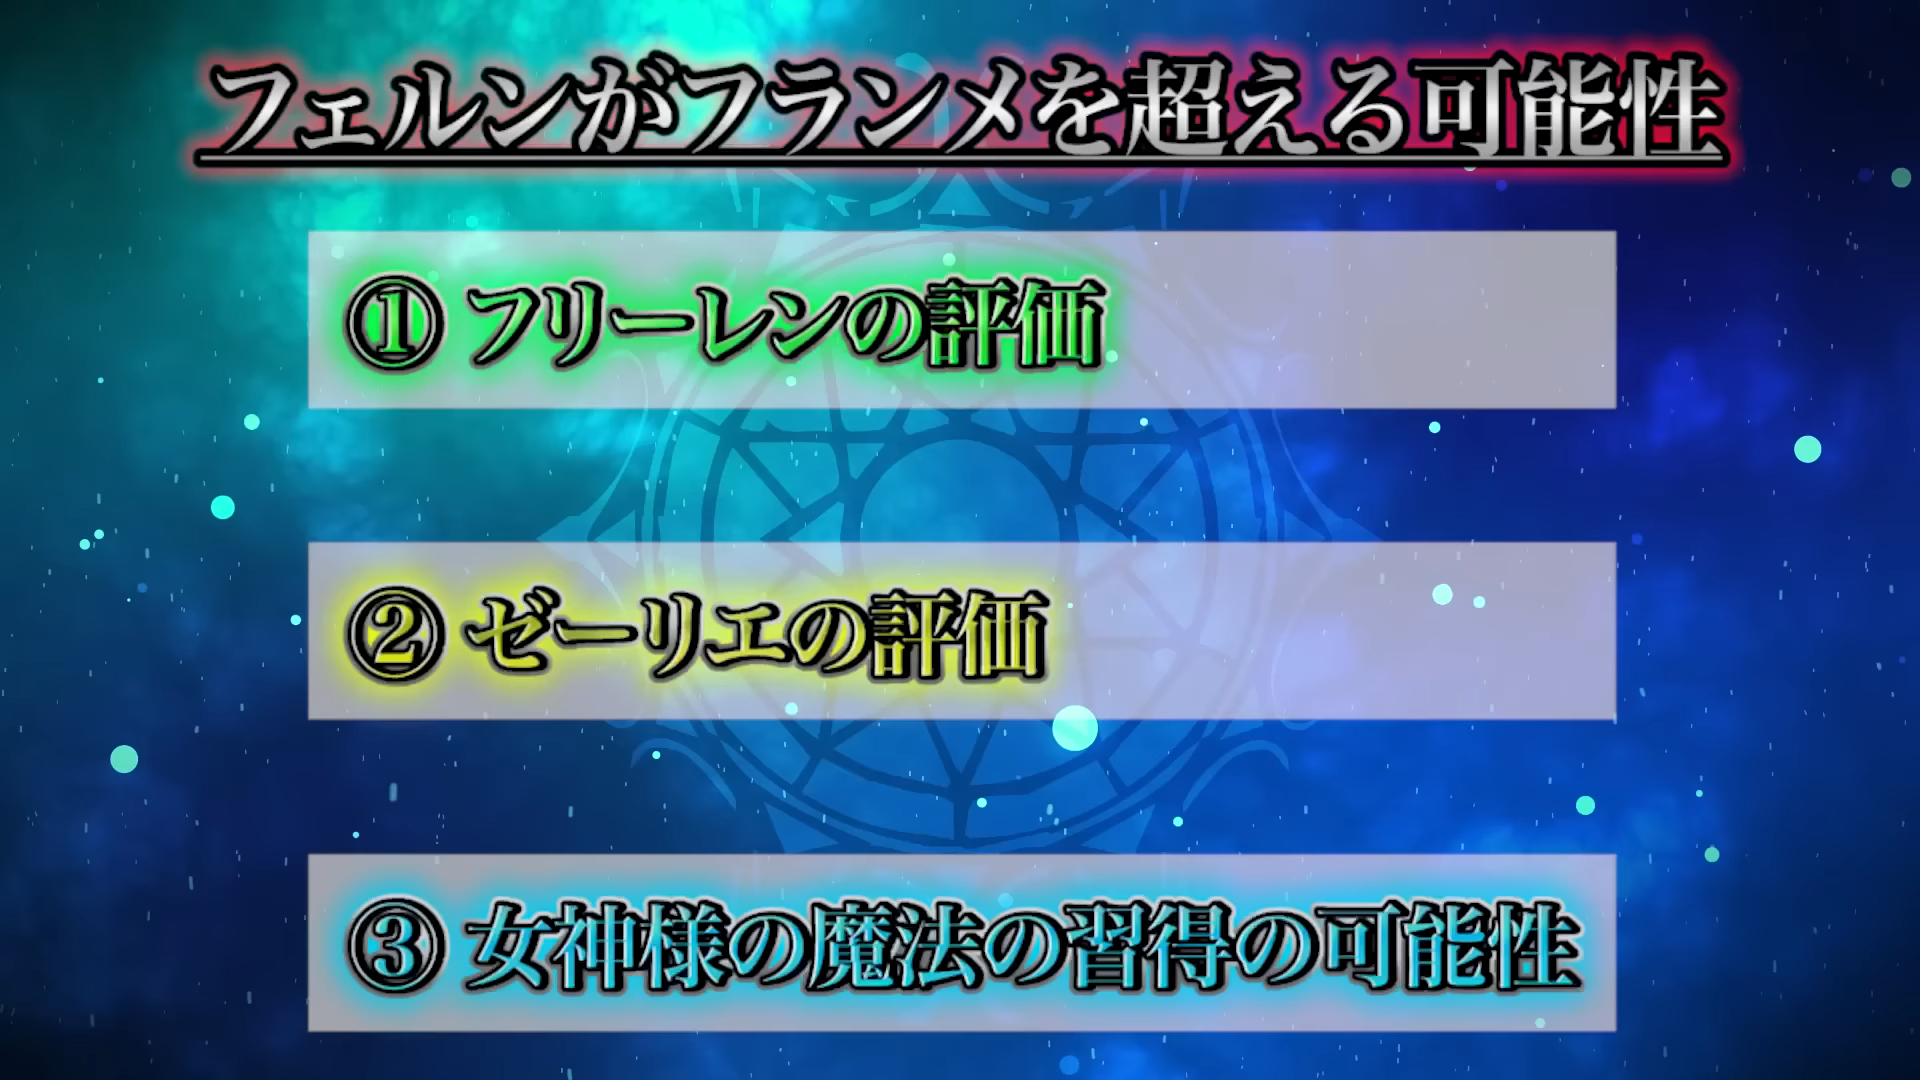 フェルンがフランメを超える可能性
① フリーレンの評価
② ゼーリエの評価
③ 女神様の魔法の習得の可能性